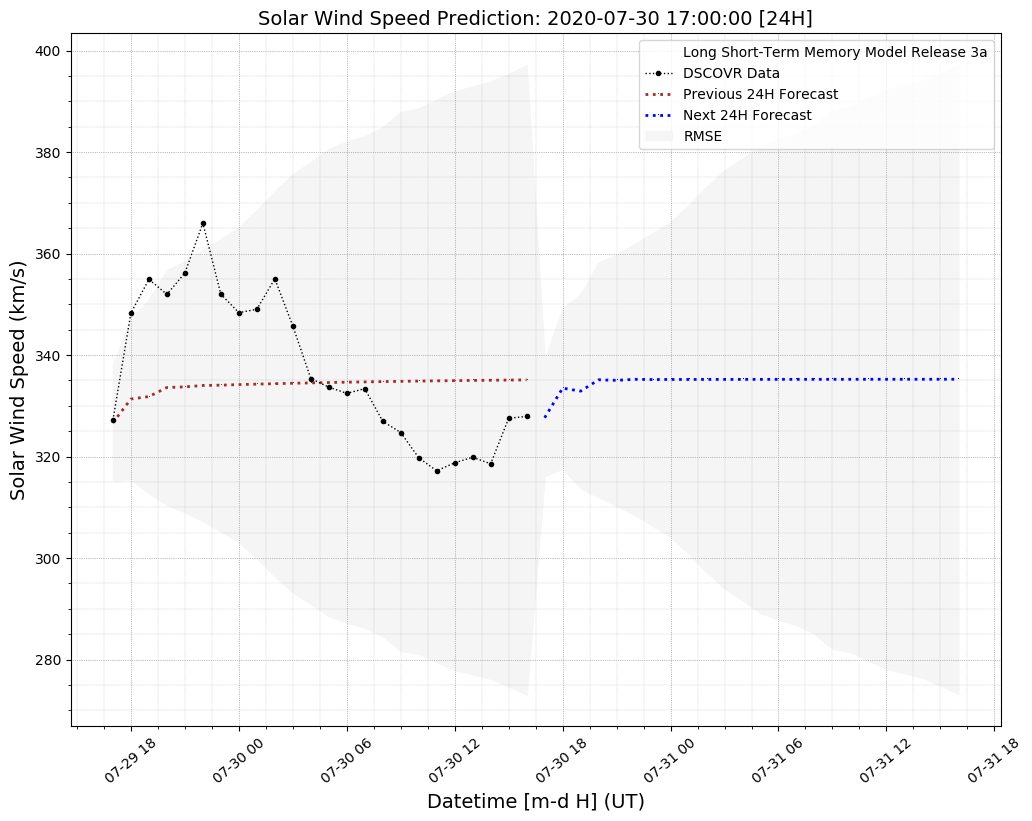 Solar Wind Speed Prediction: 2020-07-30 17:00:00 [24H]
Long Short-Term Memory Model Release 3a
DSCOVR Data
Previous 24H Forecast
Next 24H Forecast
RMSE
Solar Wind Speed (km/s)
400
380
360
340
320
300
280
07-29 18
07-30 00
07-30 06
07-30 12
07-30 18
07-31 00
07-31 06
07-31 12
07-31 18
Datetime [m-d H] (UT)